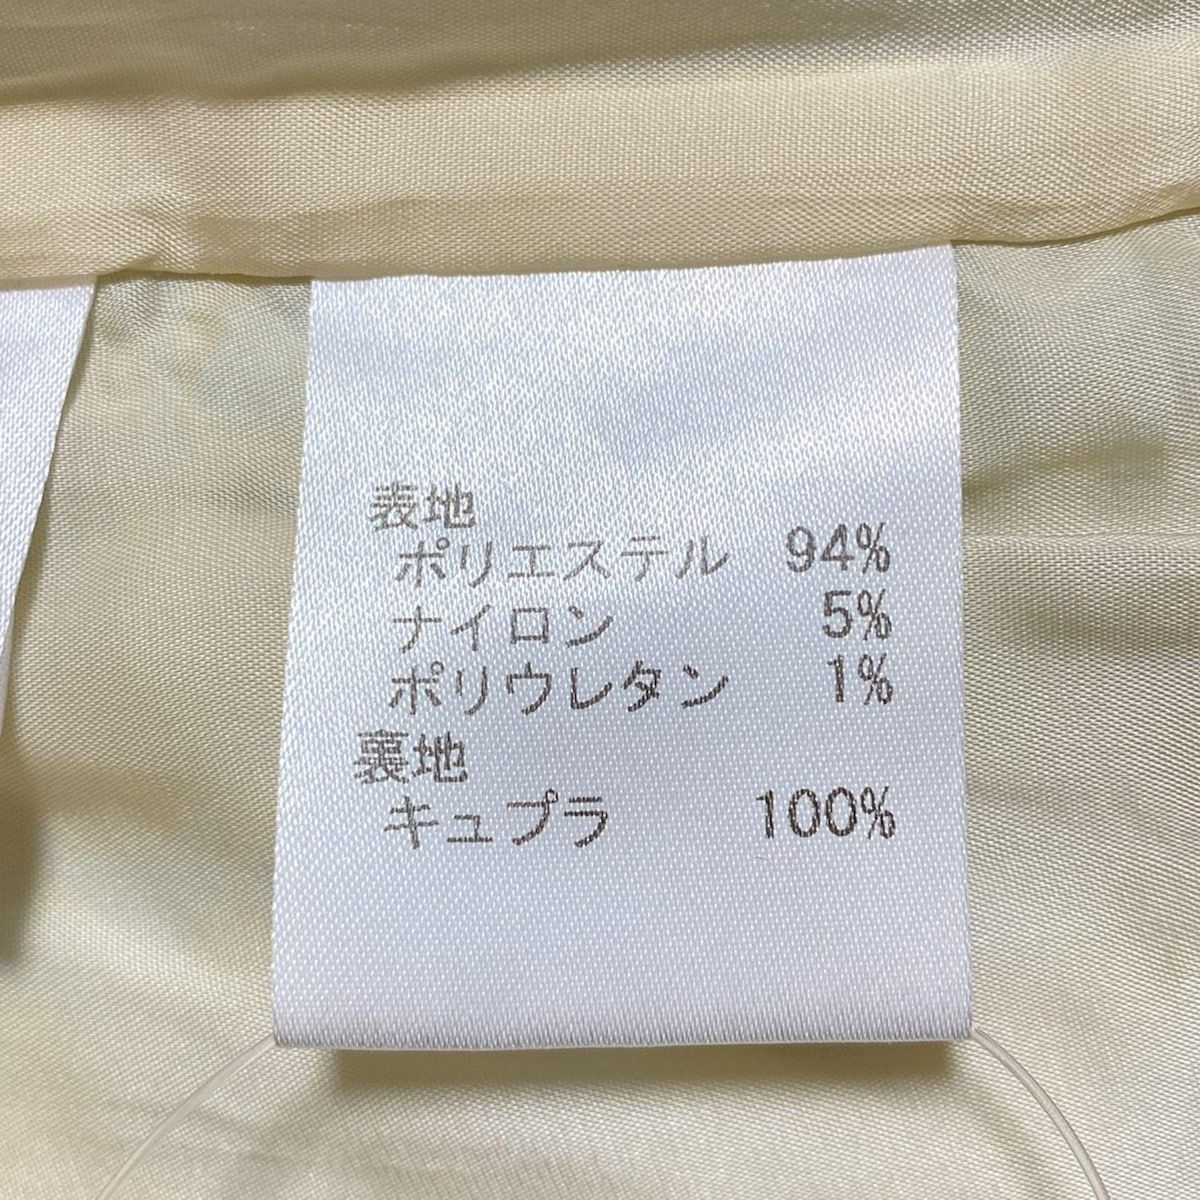 表地
ポリエステル 94%
ナイロン 5%
ポリウレタン 1%
裏地
キュプラ 100%